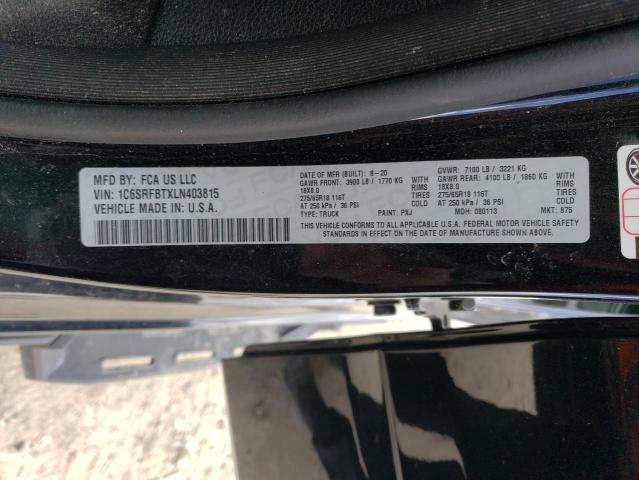 MFD BY: FCA US LLC
VIN: 1C6SRFBTXLN403815
VEHICLE MADE IN: U.S.A.
DATE OF MFR (BUILT): 8-20 GVWR: 7100 LB / 3221 KG
GAWR FRONT: 3900 LB / 1770 KG WITH GAWR REAR: 4100 LB / 1860 KG WITH
18X8.0 RIMS 18X8.0 RIMS
275/65R18 116T TIRES 275/65R18 116T TIRES
AT 250 kPa / 36 PSI COLD AT 250 kPa / 36 PSI COLD
TYPE: TRUCK PAINT: PXJ MDH: 080113 MKT: 875
THIS VEHICLE CONFORMS TO ALL APPLICABLE U.S.A. FEDERAL MOTOR VEHICLE SAFETY
STANDARDS IN EFFECT ON THE DATE OF MANUFACTURE SHOWN ABOVE.